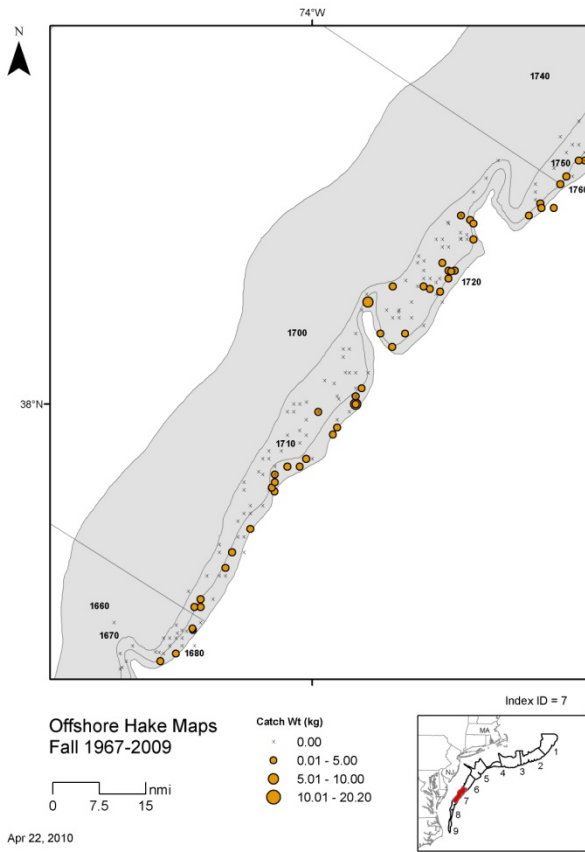 N
74°W
1740
1750
1760
1720
1700
38°N
1710
1660
1670
1680
Index ID = 7
Offshore Hake Maps
Fall 1967-2009
Catch Wt (kg)
0.00
0.01 - 5.00
5.01 - 10.00
10.01 - 20.20
nmi
0 7.5 15
MA
NJ
1
2
3
4
5
6
7
8
9
Apr 22, 2010